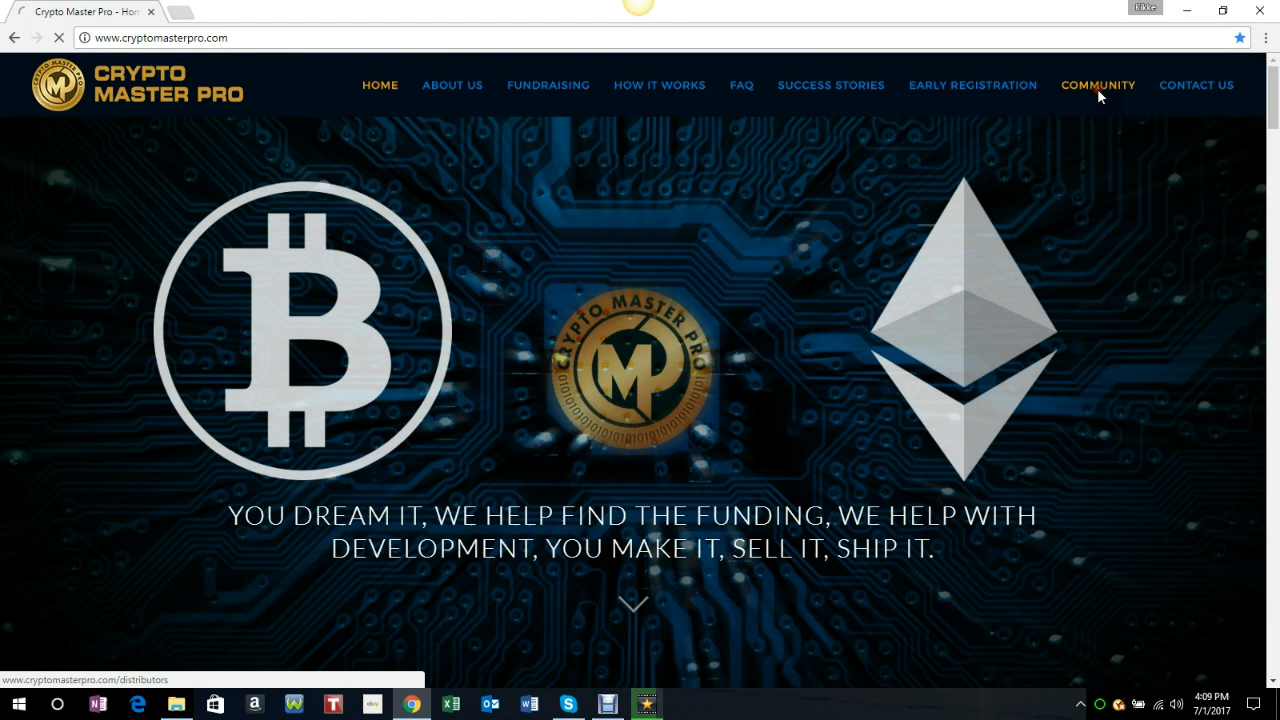 Crypto Master Pro - Hom
Kikke
www.cryptomasterpro.com
CRYPTO
MASTER PRO
HOME ABOUT US FUNDRAISING HOW IT WORKS FAQ SUCCESS STORIES EARLY REGISTRATION COMMUNITY CONTACT US
CRYPTO MASTER PRO
MP
YOU DREAM IT, WE HELP FIND THE FUNDING, WE HELP WITH
DEVELOPMENT, YOU MAKE IT, SELL IT, SHIP IT.
www.cryptomasterpro.com/distributors
4:09 PM
7/1/2017